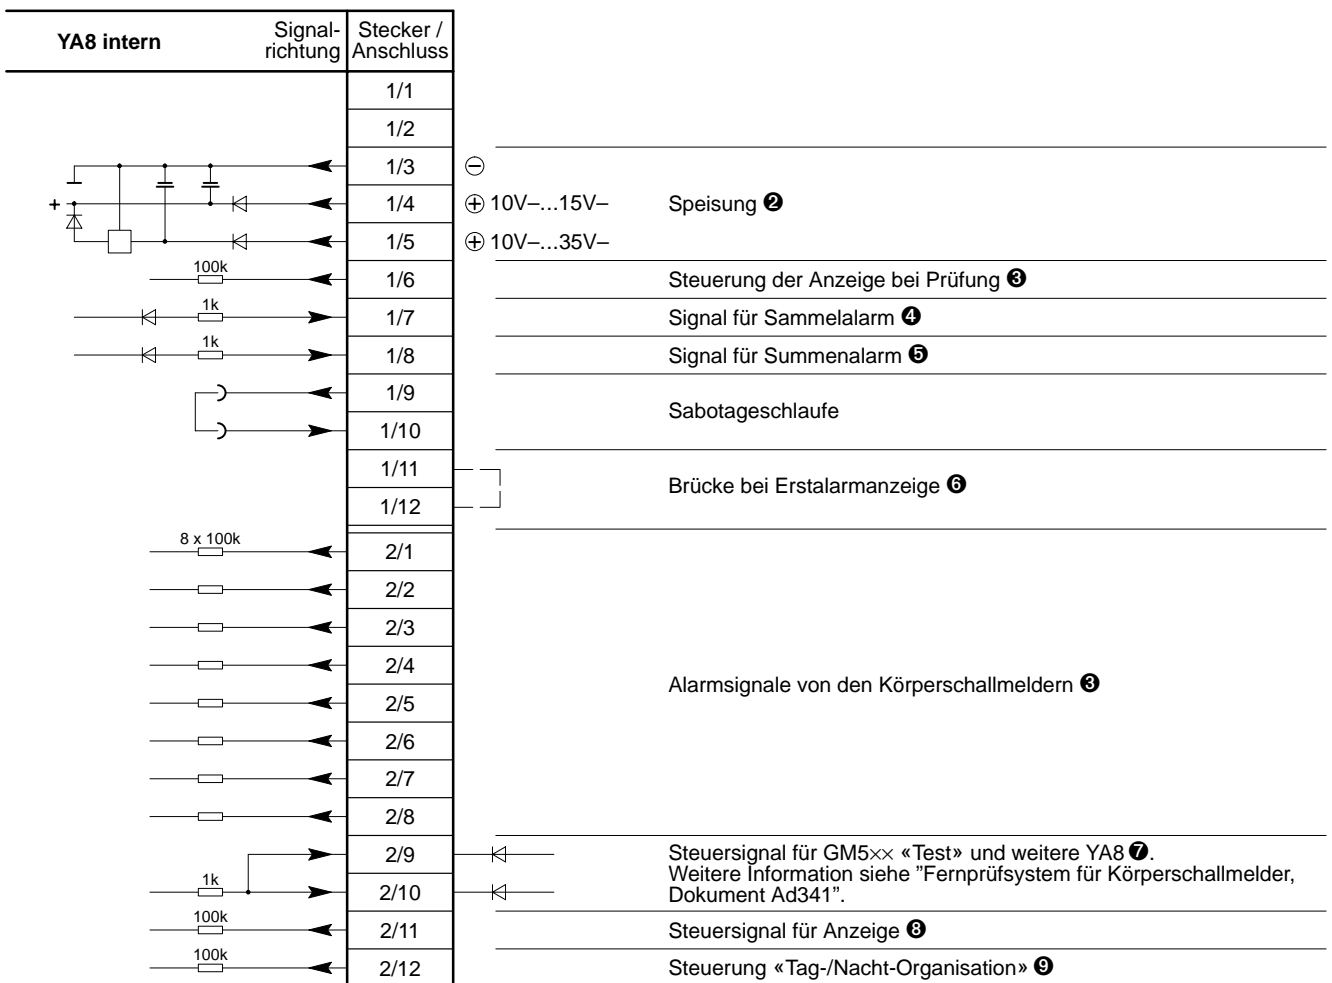 YA8 intern Signal- Stecker /
richtung Anschluss
1/1
1/2
1/3 ⊖
+ 1/4 ⊕ 10V–...15V– Speisung ❷
1/5 ⊕ 10V–...35V–
100k 1/6 Steuerung der Anzeige bei Prüfung ❸
1k 1/7 Signal für Sammelalarm ❹
1k 1/8 Signal für Summenalarm ❺
1/9
Sabotageschlaufe
1/10
1/11
Brücke bei Erstalarmanzeige ❻
1/12
8 x 100k 2/1
2/2
2/3
2/4
Alarmsignale von den Körperschallmeldern ❸
2/5
2/6
2/7
2/8
2/9 Steuersignal für GM5×× «Test» und weitere YA8 ❼.
Weitere Information siehe ”Fernprüfsystem für Körperschallmelder,
1k 2/10 Dokument Ad341”.
100k 2/11 Steuersignal für Anzeige ❽
100k 2/12 Steuerung «Tag-/Nacht-Organisation» ❾